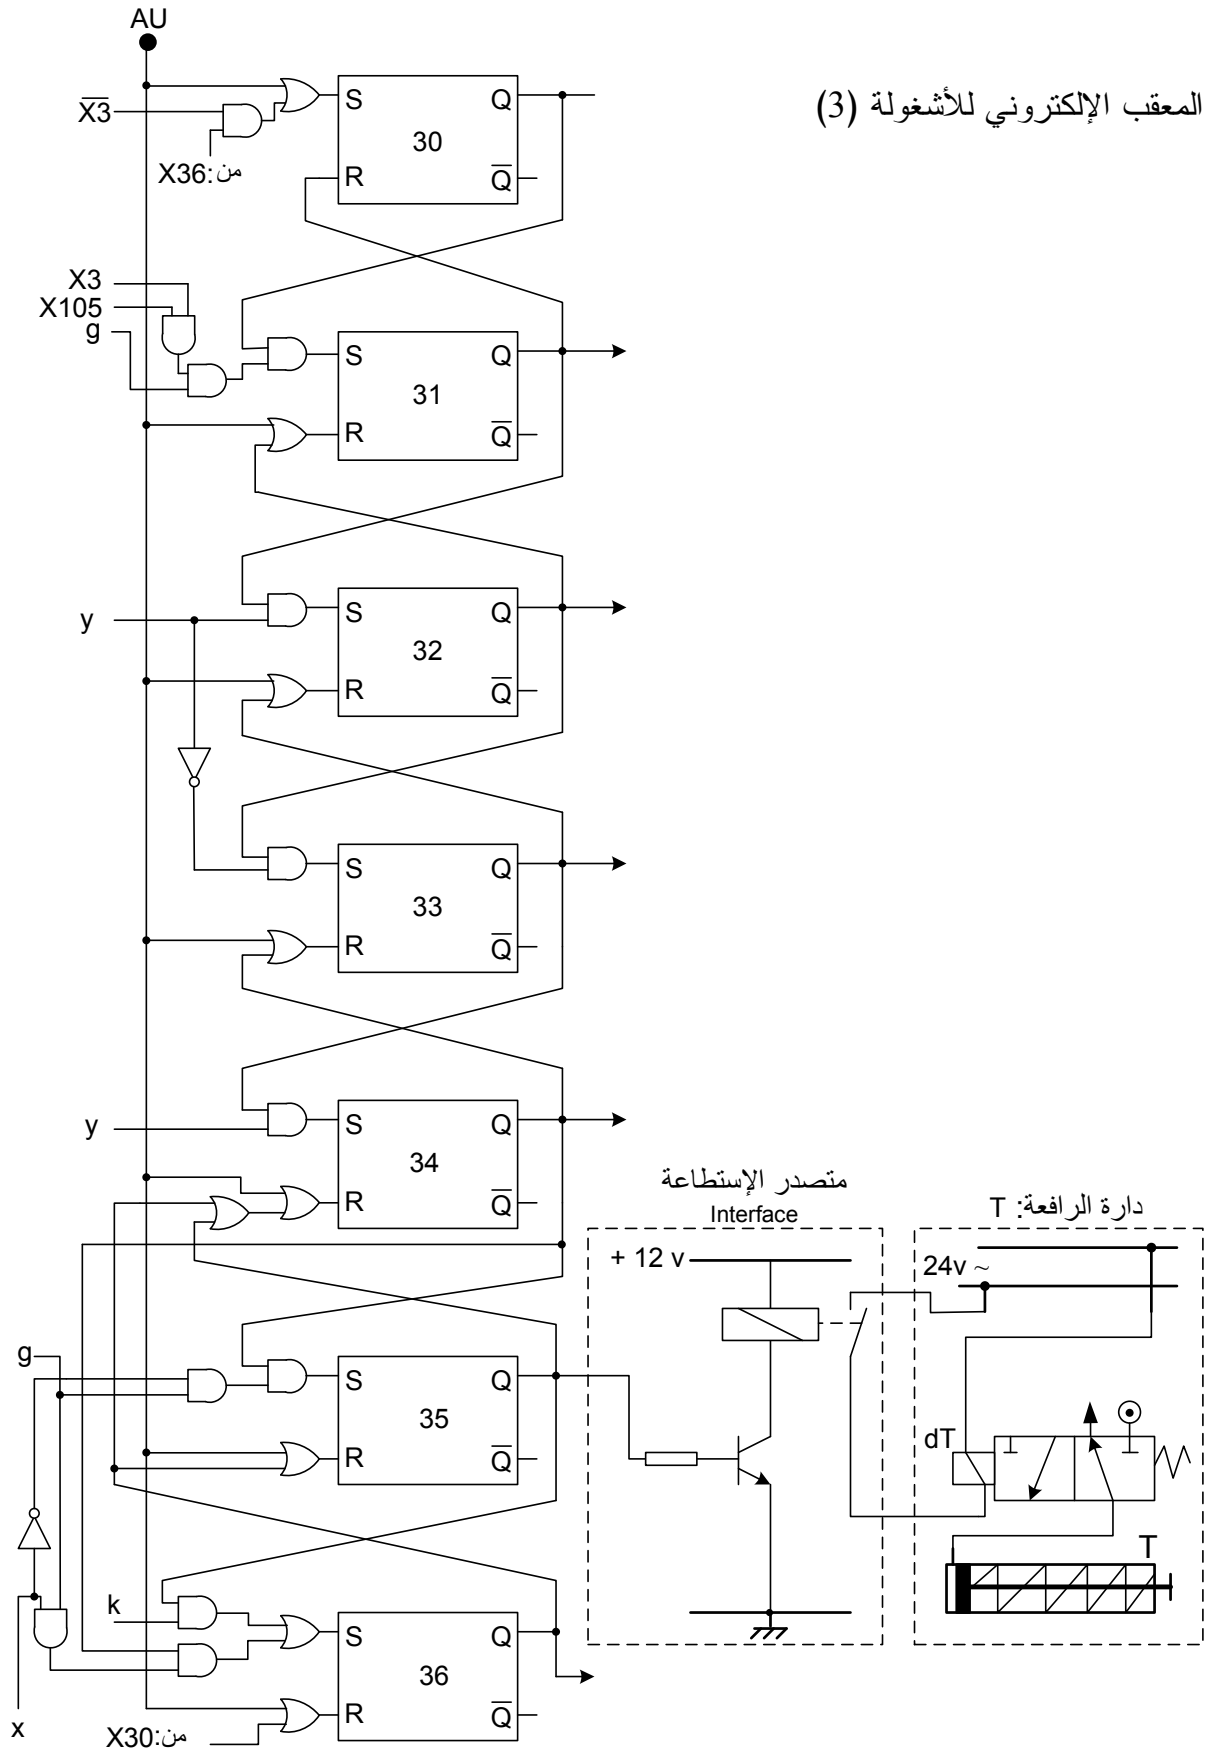 AU
المعقب الإلكتروني للأشغولة (3)
X3
من:X36
S Q
30
R Q
X3
X105
g
S Q
31
R Q
y
S Q
32
R Q
S Q
33
R Q
y
S Q
34
R Q
متصدر الإستطاعة
Interface
+ 12 v
دارة الرافعة: T
24v ~
dT
T
g
S Q
35
R Q
k
S Q
36
R Q
x
من:X30